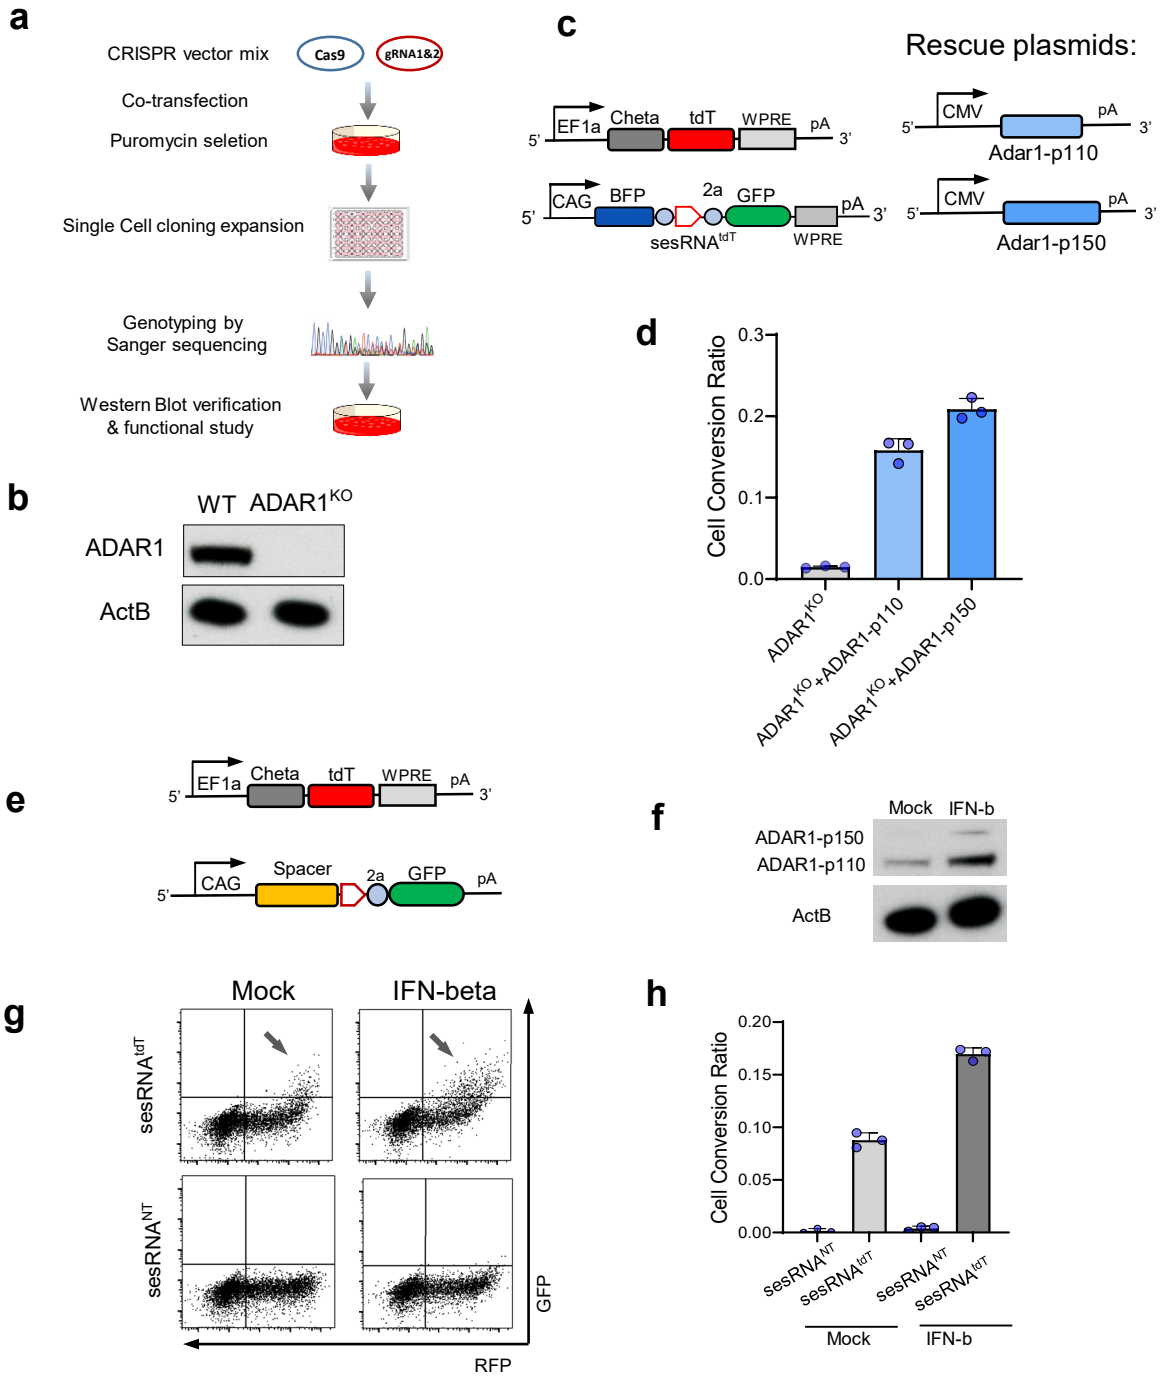 a
CRISPR vector mix
Cas9
gRNA1&2
Co-transfection
Puromycin seletion
Single Cell cloning expansion
Genotyping by
Sanger sequencing
Western Blot verification
& functional study
b
WT
ADAR1KO
ADAR1
ActB
c
Rescue plasmids:
5’
EF1a
Cheta
tdT
WPRE
pA
3’
5’
CAG
BFP
sesRNAtdT
2a
GFP
WPRE
pA
3’
5’
CMV
pA
3’
Adar1-p110
5’
CMV
pA
3’
Adar1-p150
d
Cell Conversion Ratio
0.3
0.2
0.1
0.0
ADAR1KO
ADAR1KO+ADAR1-p110
ADAR1KO+ADAR1-p150
e
5’
EF1a
Cheta
tdT
WPRE
pA
3’
5’
CAG
Spacer
2a
GFP
pA
f
Mock
IFN-b
ADAR1-p150
ADAR1-p110
ActB
g
Mock
IFN-beta
sesRNAtdT
sesRNANT
GFP
RFP
h
Cell Conversion Ratio
0.20
0.15
0.10
0.05
0.00
sesRNANT
sesRNAtdT
sesRNANT
sesRNAtdT
Mock
IFN-b